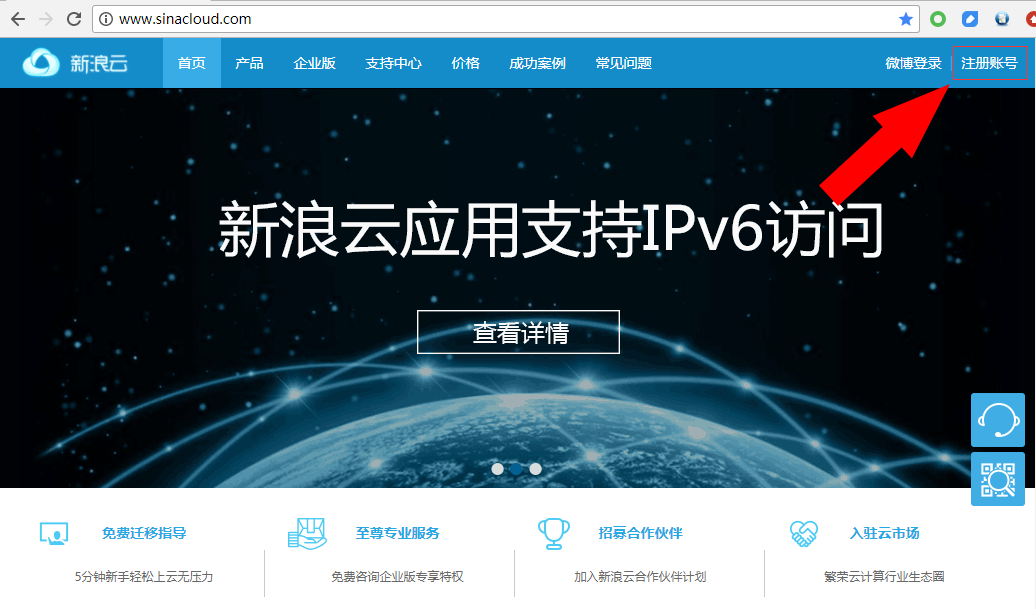 www.sinacloud.com
新浪云 首页 产品 企业版 支持中心 价格 成功案例 常见问题 微博登录 注册账号
新浪云应用支持IPv6访问
查看详情
免费迁移指导 至尊专业服务 招募合作伙伴 入驻云市场
5分钟新手轻松上云无压力 免费咨询企业版专享特权 加入新浪云合作伙伴计划 繁荣云计算行业生态圈